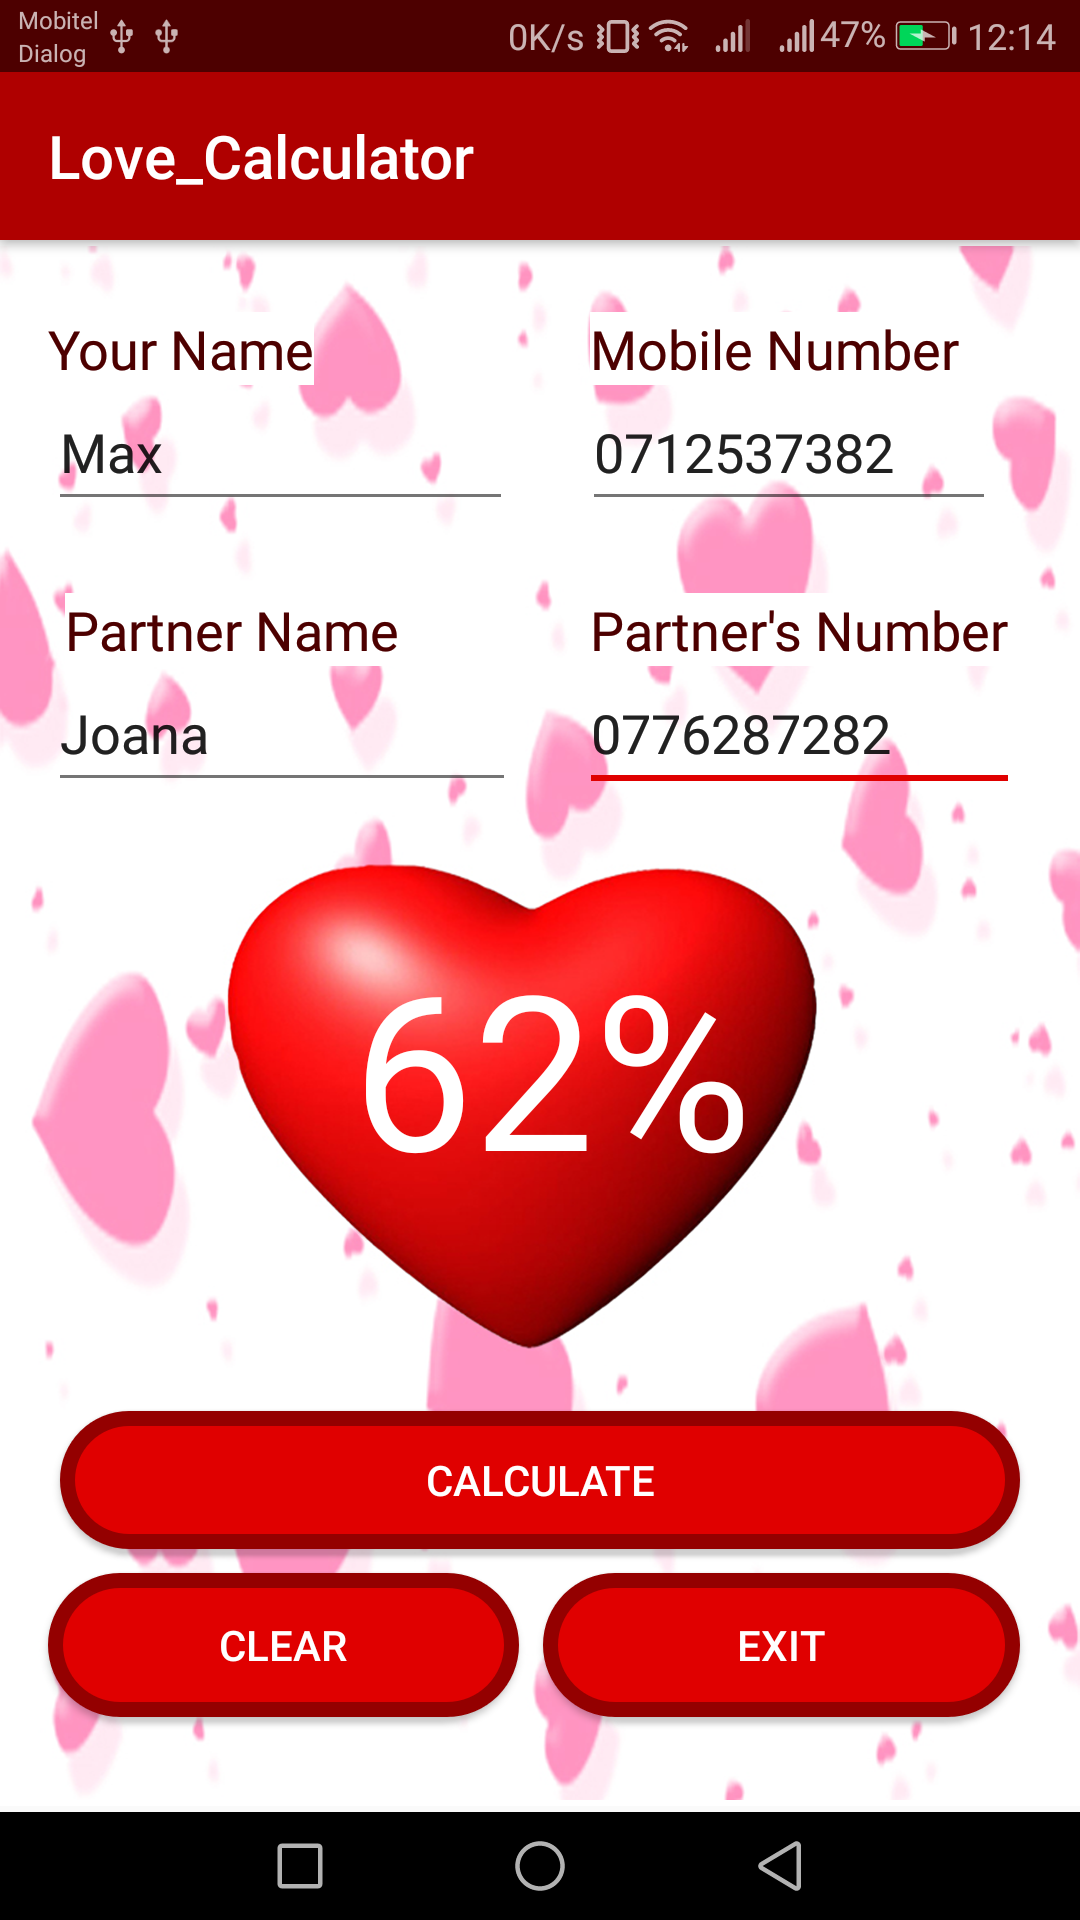 Mobitel
Dialog
0K/s 47% 12:14
Love_Calculator
Your Name Mobile Number
Max 0712537382
Partner Name Partner's Number
Joana 0776287282
62%
CALCULATE
CLEAR EXIT